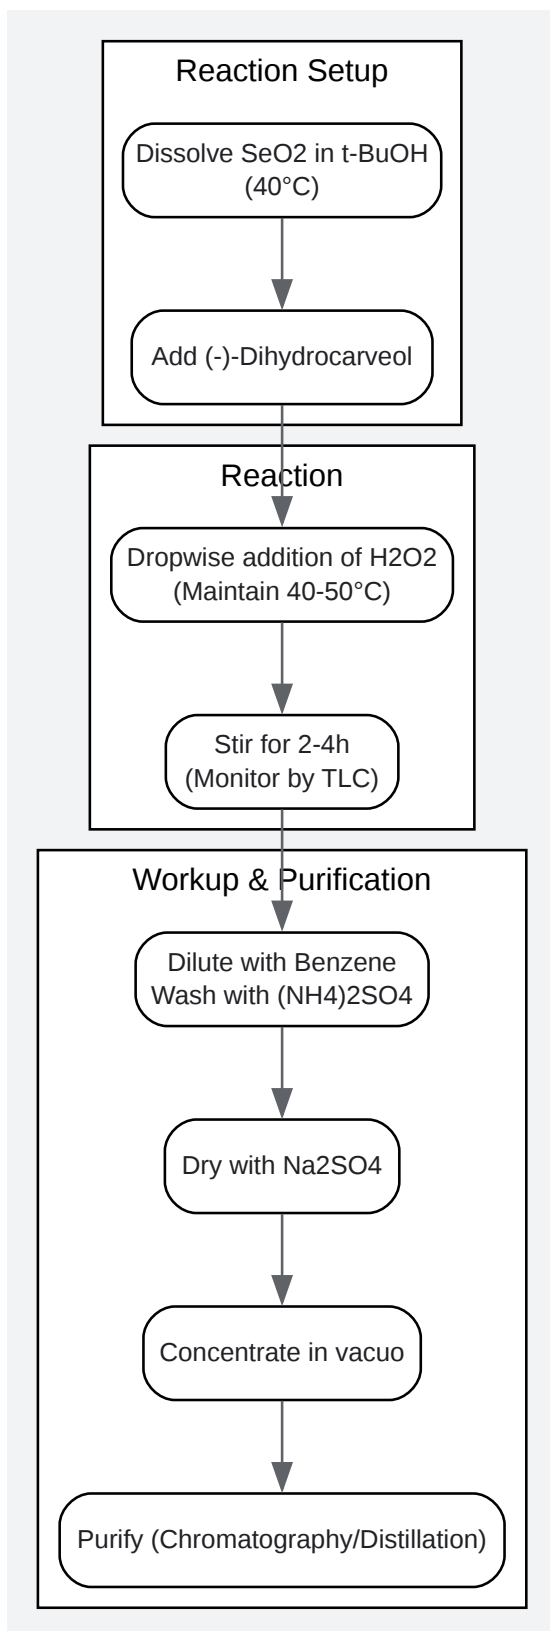 Reaction Setup
Dissolve SeO2 in t-BuOH
(40°C)
Add (-)-Dihydrocarveol
Reaction
Dropwise addition of H2O2
(Maintain 40-50°C)
Stir for 2-4h
(Monitor by TLC)
Workup & Purification
Dilute with Benzene
Wash with (NH4)2SO4
Dry with Na2SO4
Concentrate in vacuo
Purify (Chromatography/Distillation)